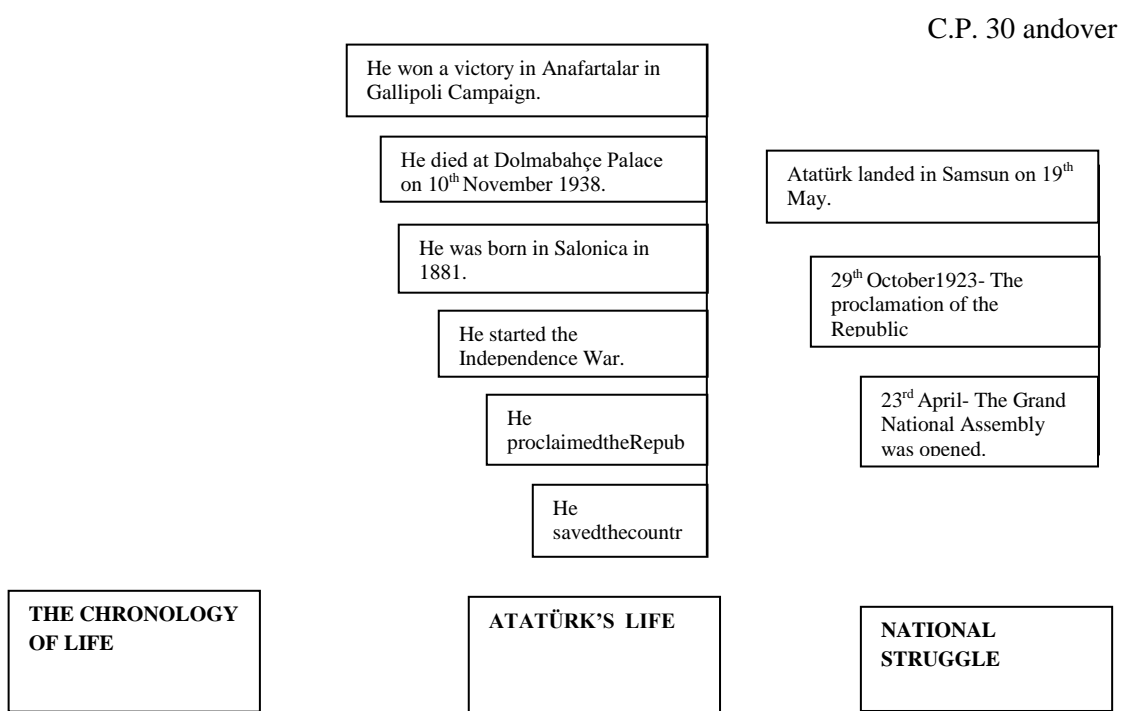 C.P. 30 andover
He won a victory in Anafartalar in
Gallipoli Campaign.
He died at Dolmabahçe Palace
on 10th November 1938.
He was born in Salonica in
1881.
He started the
Independence War.
He
proclaimedtheRepub
He
savedthecountr
Atatürk landed in Samsun on 19th
May.
29th October1923- The
proclamation of the
Republic
23rd April- The Grand
National Assembly
was opened.
THE CHRONOLOGY
OF LIFE
ATATÜRK'S LIFE
NATIONAL
STRUGGLE